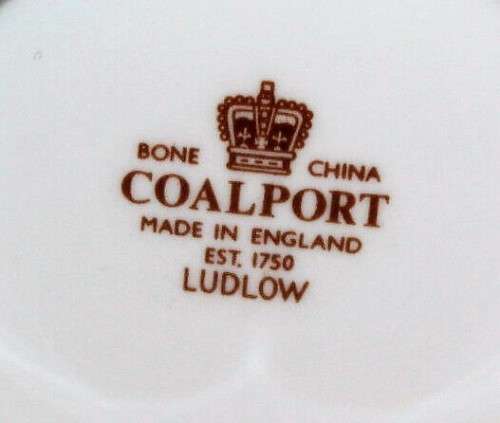 BONE CHINA
COALPORT
MADE IN ENGLAND
EST. 1750
LUDLOW